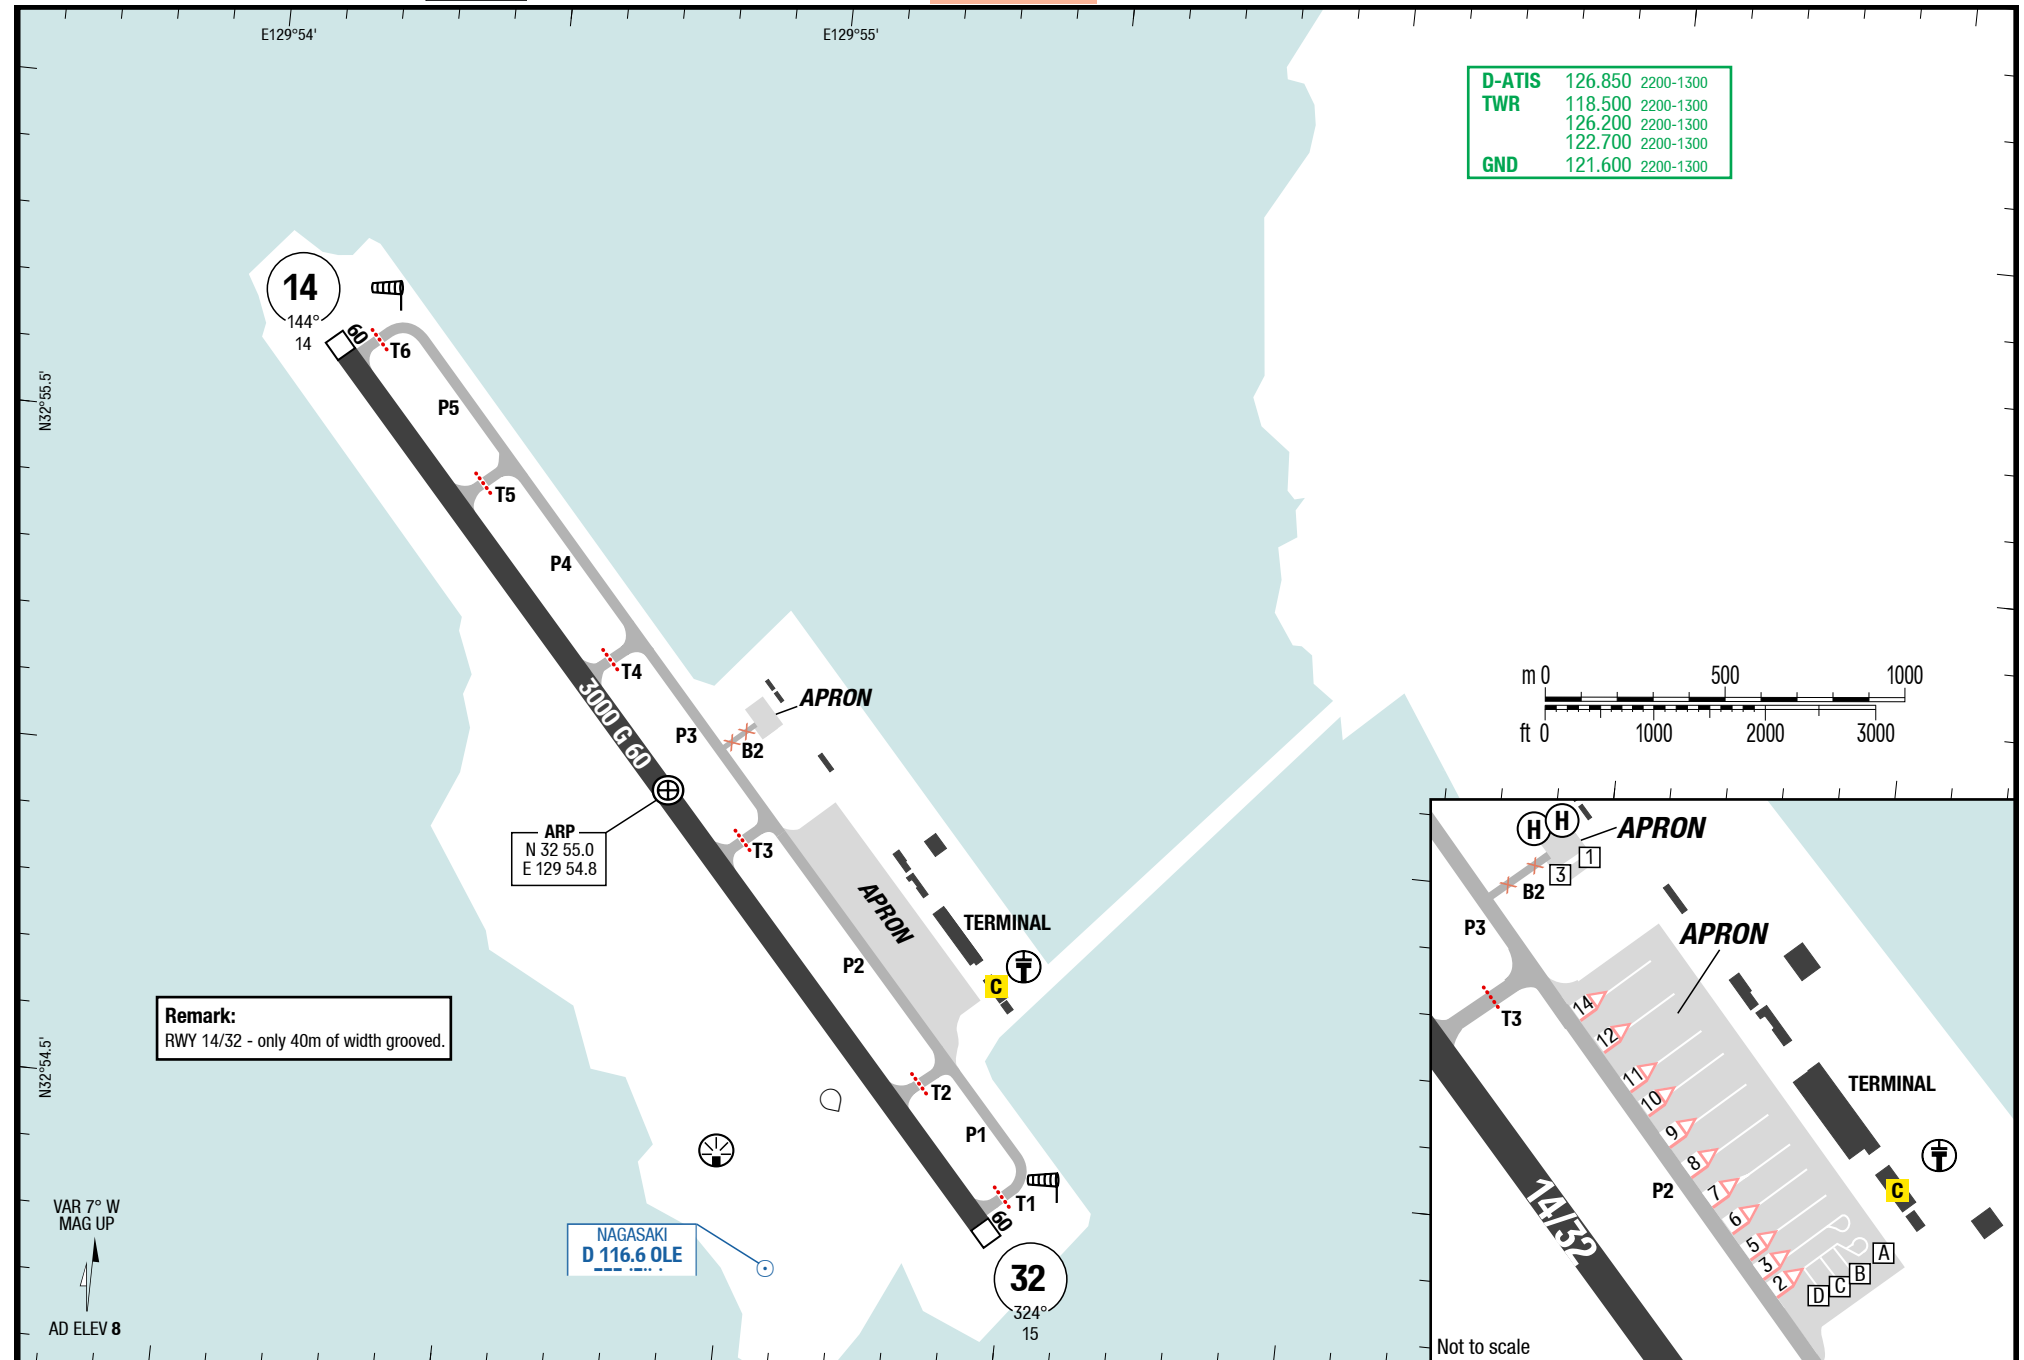 E129°54'
E129°55'
D-ATIS 126.850 2200-1300
TWR 118.500 2200-1300
126.200 2200-1300
122.700 2200-1300
GND 121.600 2200-1300
14
144°
14
60
T6
N32°55.5'
P5
T5
P4
T4
3000 G 60
P3
APRON
B2
m 0 500 1000
ft 0 1000 2000 3000
ARP
N 32 55.0
E 129 54.8
T3
APRON
TERMINAL
P2
C
T
Remark:
RWY 14/32 - only 40m of width grooved.
N32°54.5'
T2
P1
T1
60
VAR 7° W
MAG UP
AD ELEV 8
NAGASAKI
D 116.6 OLE
32
324°
15
H H
APRON
1
3
B2
P3
APRON
T3
14
12
11
10
9
8
7
6
5
3
2
TERMINAL
T
C
P2
14/32
A
B
C
D
Not to scale